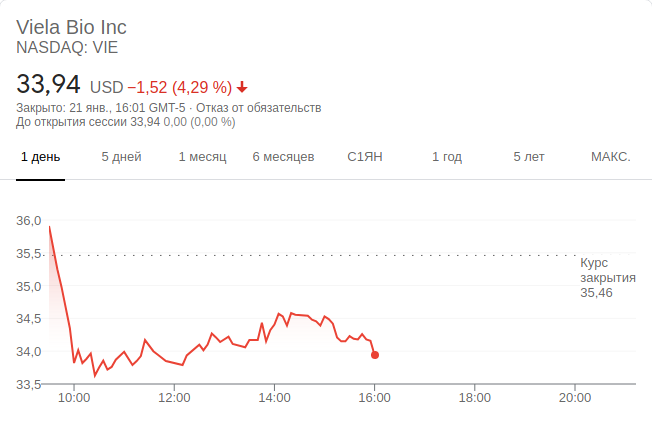 Viela Bio Inc
NASDAQ: VIE
33,94 USD −1,52 (4,29 %)
Закрыто: 21 янв., 16:01 GMT-5 · Отказ от обязательств
До открытия сессии 33,94 0,00 (0,00 %)
1 день 5 дней 1 месяц 6 месяцев С1ЯН 1 год 5 лет МАКС.
36,0
35,5
Курс
закрытия
35,46
35,0
34,5
34,0
33,5
10:00 12:00 14:00 16:00 18:00 20:00